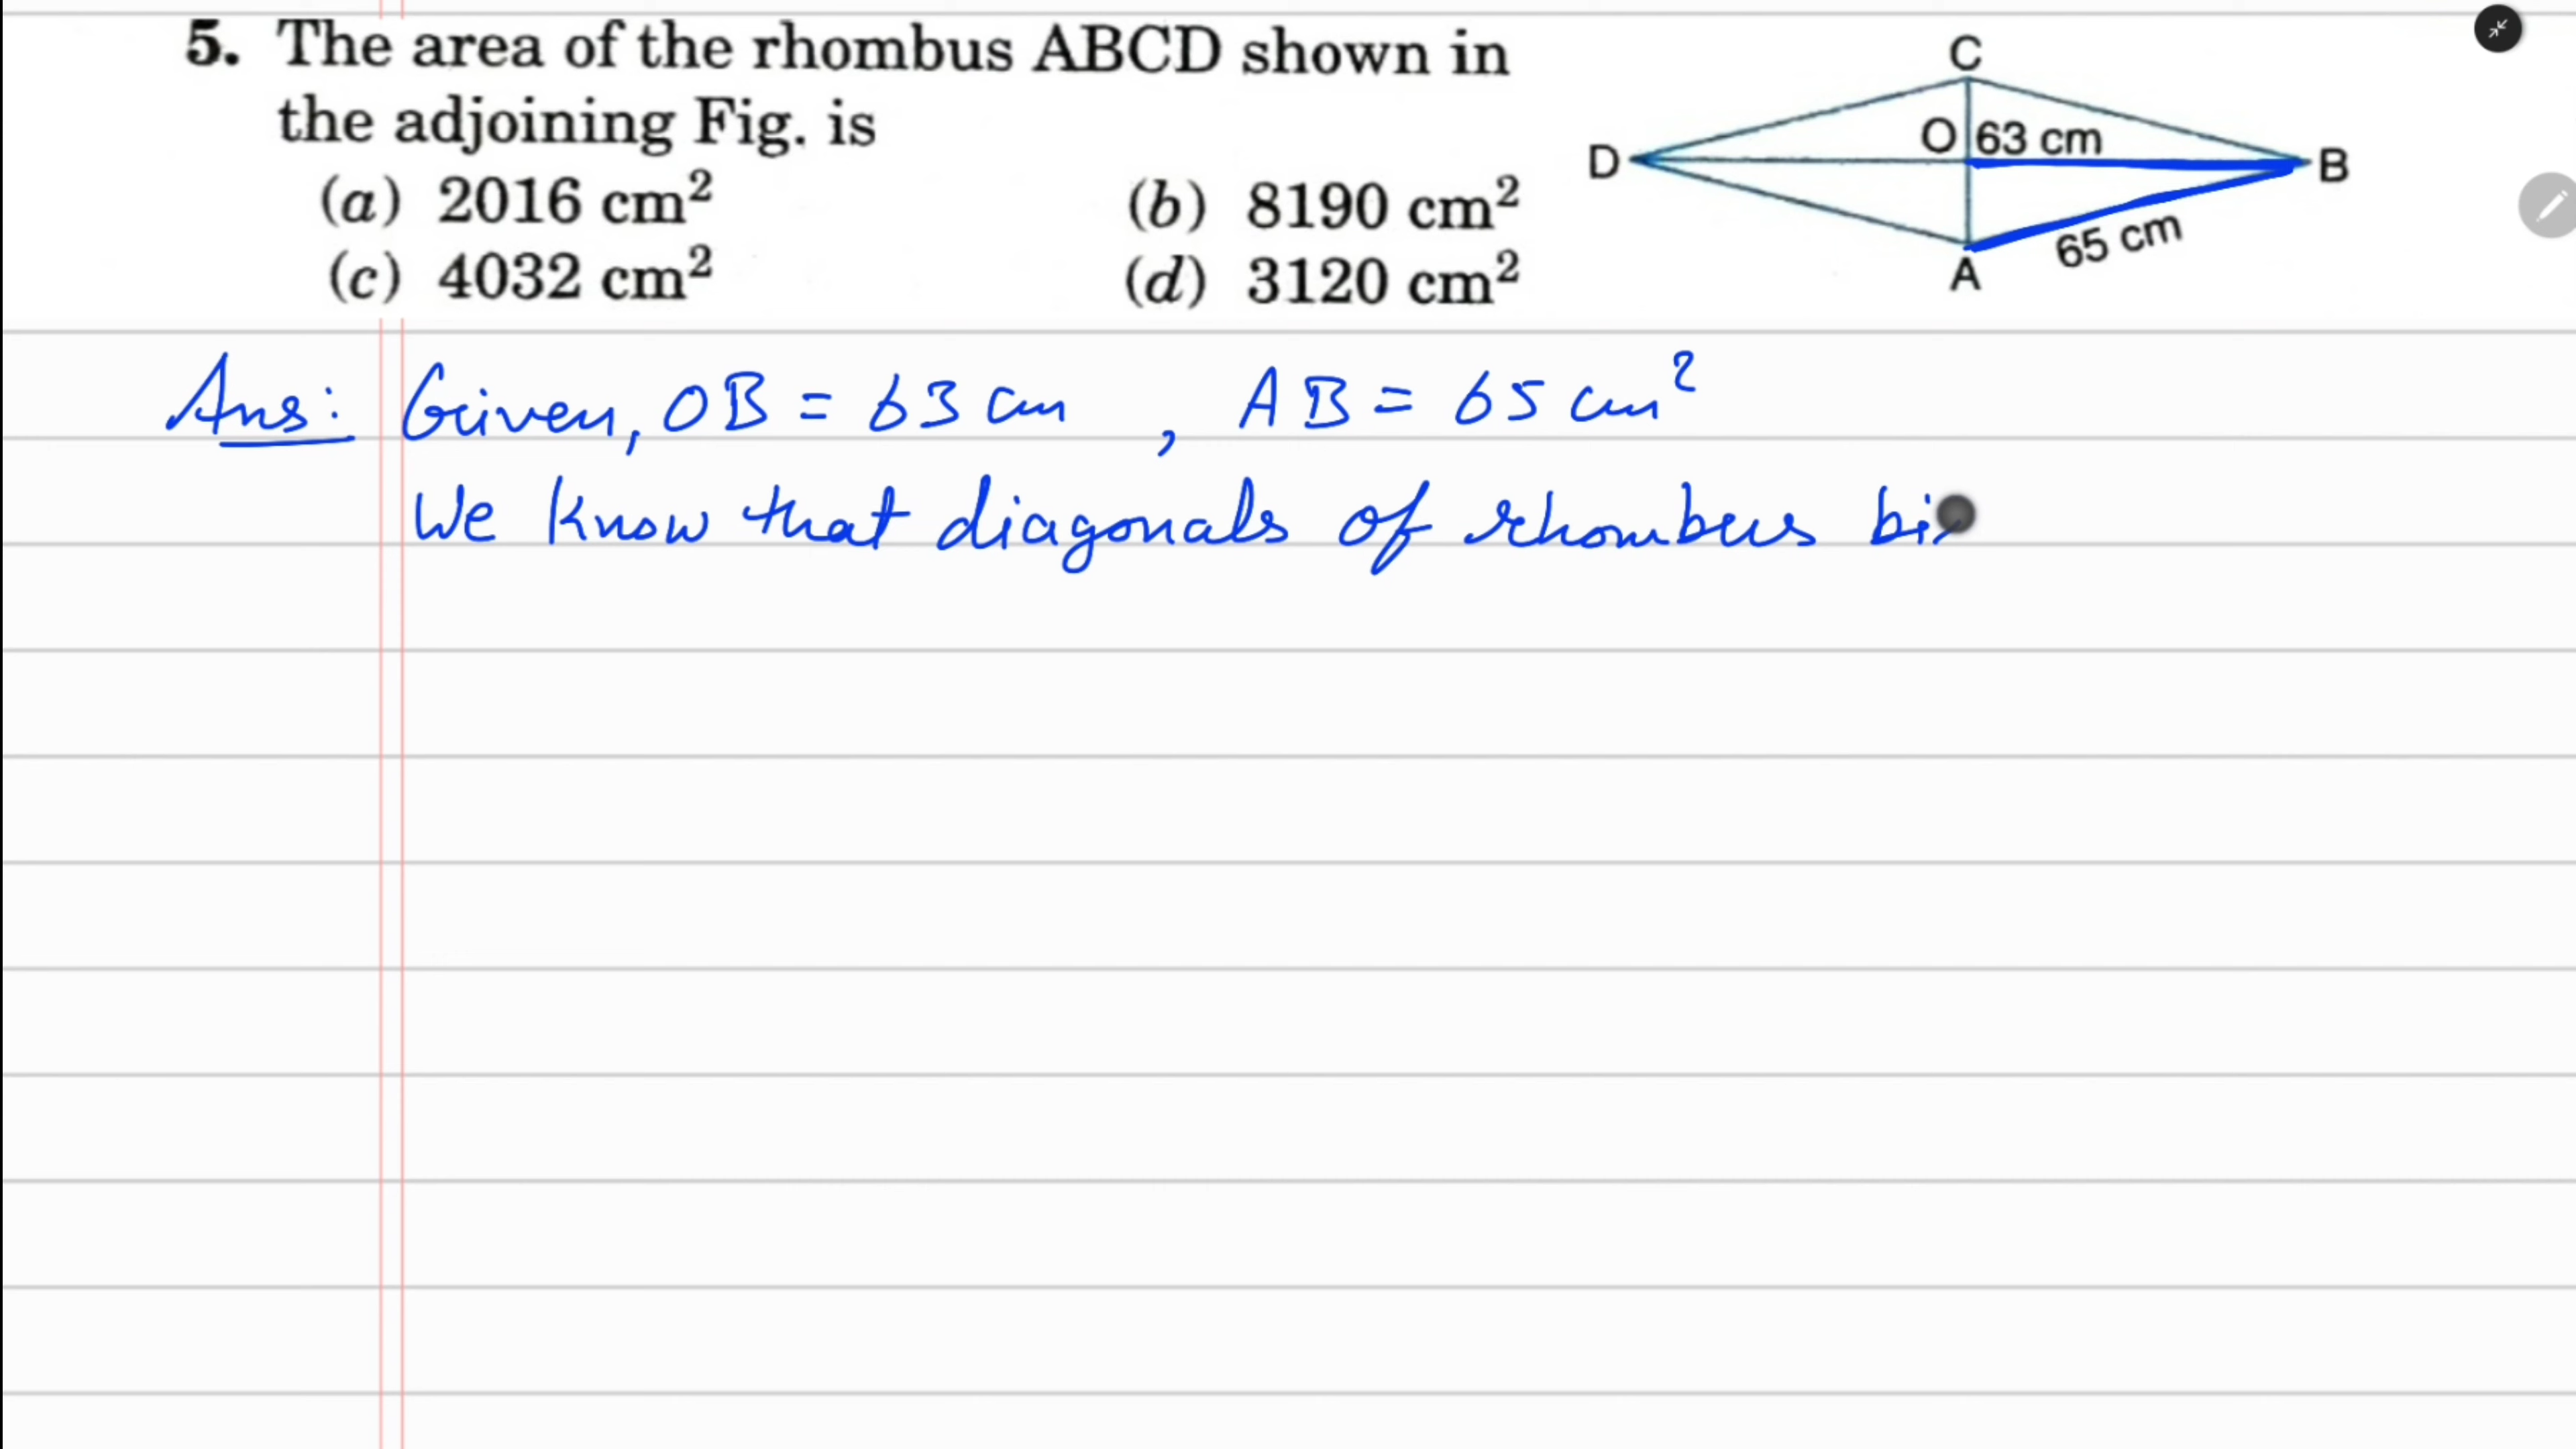 5. The area of the rhombus ABCD shown in
the adjoining Fig. is
(a) 2016 cm²
(b) 8190 cm²
(c) 4032 cm²
(d) 3120 cm²
C
O
63 cm
D
B
65 cm
A
Ans: Given, OB = 63 cm , AB = 65 cm²
We know that diagonals of rhombus bis